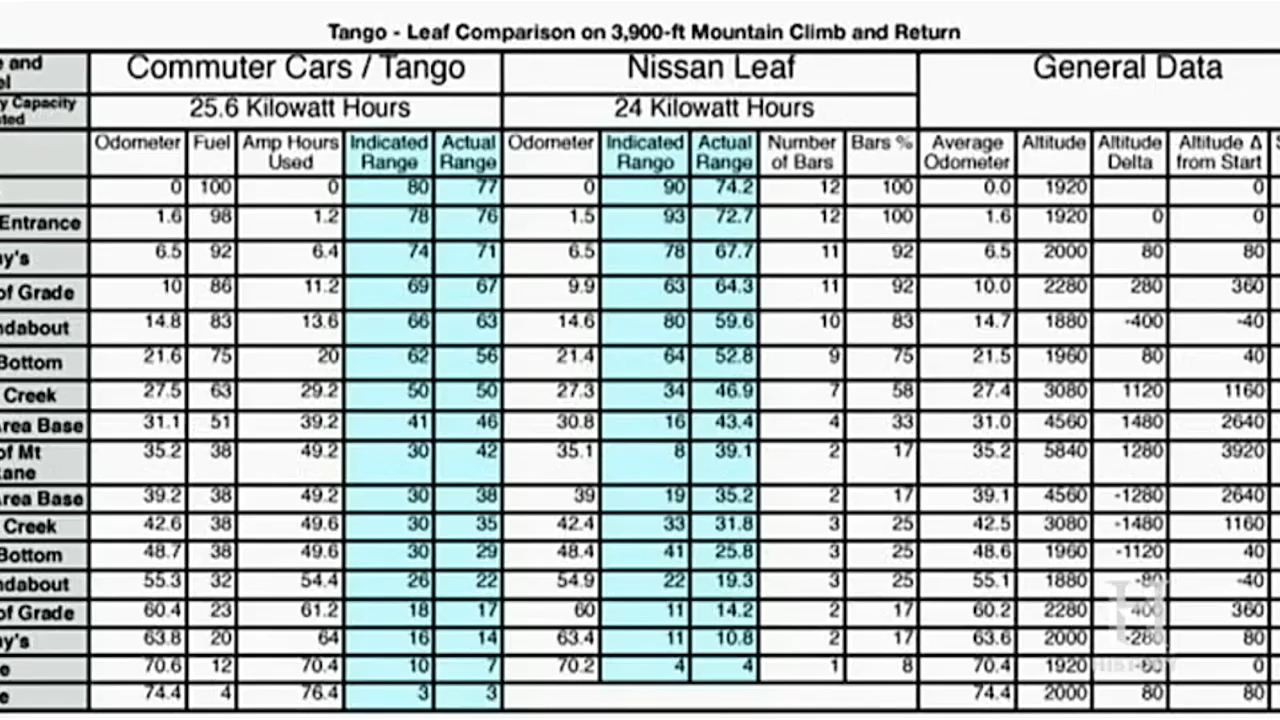 Tango - Leaf Comparison on 3,900-ft Mountain Climb and Return
e and Commuter Cars / Tango Nissan Leaf General Data
el
y Capacity 25.6 Kilowatt Hours 24 Kilowatt Hours
ted
Odometer Fuel Amp Hours Used Indicated Range Actual Range Odometer Indicated Rango Actual Range Number of Bars Bars % Average Odometer Altitude Altitude Delta Altitude Δ from Start S
0 100 0 80 77 0 90 74.2 12 100 0.0 1920 0
Entrance 1.6 98 1.2 78 76 1.5 93 72.7 12 100 1.6 1920 0 0
y's 6.5 92 6.4 74 71 6.5 78 67.7 11 92 6.5 2000 80 80
of Grade 10 86 11.2 69 67 9.9 63 64.3 11 92 10.0 2280 280 360
ndabout 14.8 83 13.6 66 63 14.6 80 59.6 10 83 14.7 1880 -400 -40
Bottom 21.6 75 20 62 56 21.4 64 52.8 9 75 21.5 1960 80 40
Creek 27.5 63 29.2 50 50 27.3 34 46.9 7 58 27.4 3080 1120 1160
Area Base 31.1 51 39.2 41 46 30.8 16 43.4 4 33 31.0 4560 1480 2640
of Mt 35.2 38 49.2 30 42 35.1 8 39.1 2 17 35.2 5840 1280 3920
kane
Area Base 39.2 38 49.2 30 38 39 19 35.2 2 17 39.1 4560 -1280 2640
Creek 42.6 38 49.6 30 35 42.4 33 31.8 3 25 42.5 3080 -1480 1160
Bottom 48.7 38 49.6 30 29 48.4 41 25.8 3 25 48.6 1960 -1120 40
ndabout 55.3 32 54.4 26 22 54.9 22 19.3 3 25 55.1 1880 -80 -40
of Grade 60.4 23 61.2 18 17 60 11 14.2 2 17 60.2 2280 400 360
y's 63.8 20 64 16 14 63.4 11 10.8 2 17 63.6 2000 -280 80
e 70.6 12 70.4 10 7 70.2 4 4 1 8 70.4 1920 -80 0
e 74.4 4 76.4 3 3 74.4 2000 80 80
H
HISTORY